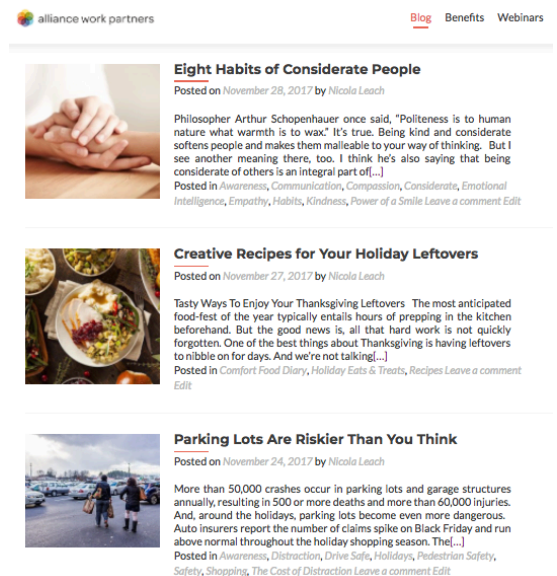 alliance work partners
Blog Benefits Webinars
Eight Habits of Considerate People
Posted on November 28, 2017 by Nicola Leach
Philosopher Arthur Schopenhauer once said, “Politeness is to human
nature what warmth is to wax.” It’s true. Being kind and considerate
softens people and makes them malleable to your way of thinking. But I
see another meaning there, too. I think he’s also saying that being
considerate of others is an integral part of[...]
Posted in Awareness, Communication, Compassion, Considerate, Emotional
Intelligence, Empathy, Habits, Kindness, Power of a Smile Leave a comment Edit
Creative Recipes for Your Holiday Leftovers
Posted on November 27, 2017 by Nicola Leach
Tasty Ways To Enjoy Your Thanksgiving Leftovers The most anticipated
food-fest of the year typically entails hours of prepping in the kitchen
beforehand. But the good news is, all that hard work is not quickly
forgotten. One of the best things about Thanksgiving is having leftovers
to nibble on for days. And we’re not talking[...]
Posted in Comfort Food Diary, Holiday Eats & Treats, Recipes Leave a comment
Edit
Parking Lots Are Riskier Than You Think
Posted on November 24, 2017 by Nicola Leach
More than 50,000 crashes occur in parking lots and garage structures
annually, resulting in 500 or more deaths and more than 60,000 injuries.
And, around the holidays, parking lots become even more dangerous.
Auto insurers report the number of claims spike on Black Friday and run
above normal throughout the holiday shopping season. The[...]
Posted in Awareness, Distraction, Drive Safe, Holidays, Pedestrian Safety,
Safety, Shopping, The Cost of Distraction Leave a comment Edit